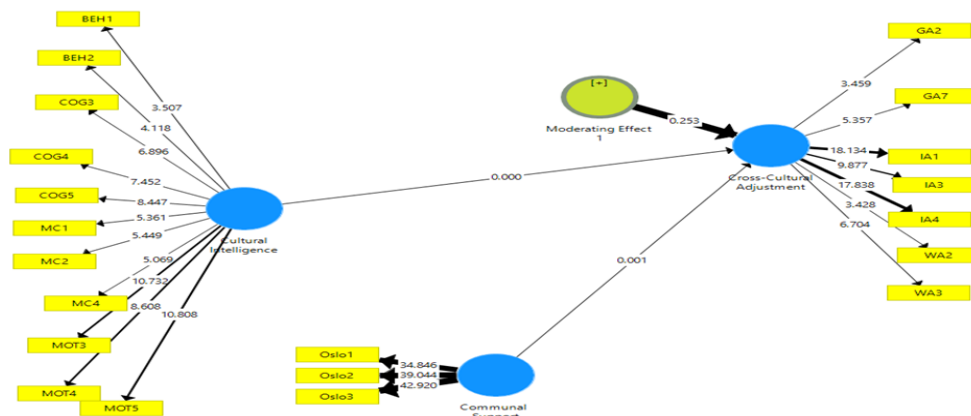 BEH1
BEH2
COG3
COG4
COG5
MC1
MC2
MC4
MOT3
MOT4
MOT5
3.507
4.118
6.896
7.452
8.447
5.361
5.449
5.069
10.732
8.608
10.808
Cultural
Intelligence
[+]
Moderating Effect
1
0.253
0.000
0.001
Cross-Cultural
Adjustment
3.459
5.357
18.134
9.877
17.838
3.428
6.704
GA2
GA7
IA1
IA3
IA4
WA2
WA3
Oslo1
Oslo2
Oslo3
34.846
39.044
42.920
Communal
Support